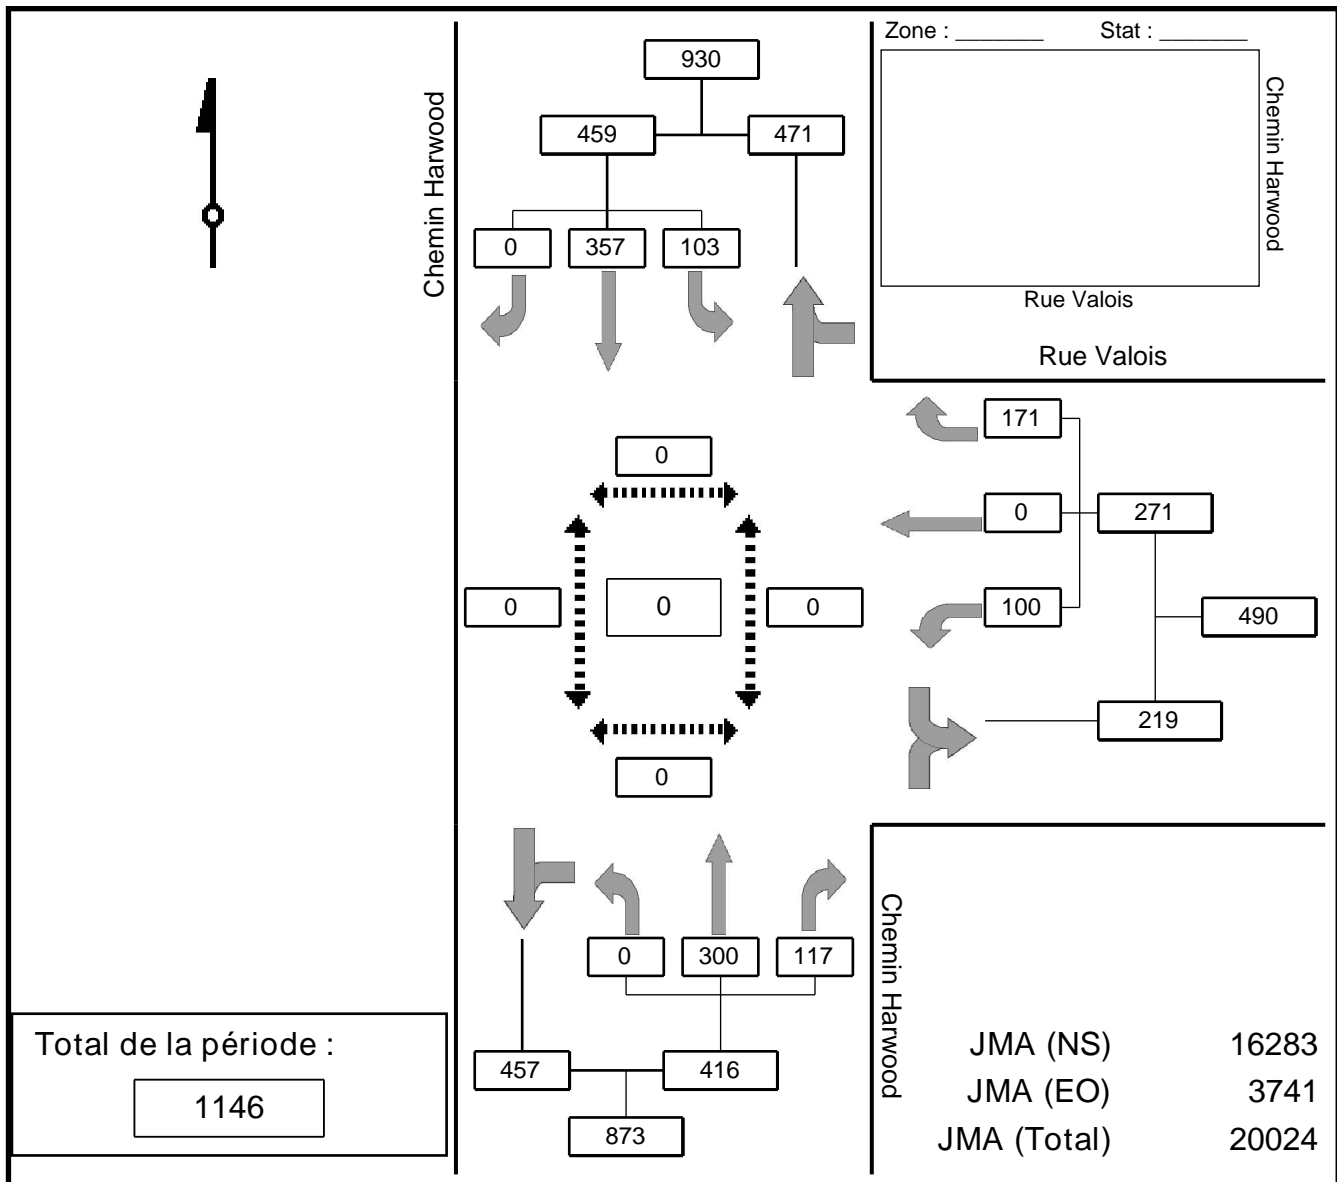 Zone : _______ Stat : _______
930
459 471
0 357 103
Chemin Harwood
Chemin Harwood
Rue Valois
Rue Valois
171
0
100
271
490
219
0
0 0 0
0
0 300 117
457 416
873
Chemin Harwood
Total de la période :
1146
JMA (NS) 16283
JMA (EO) 3741
JMA (Total) 20024